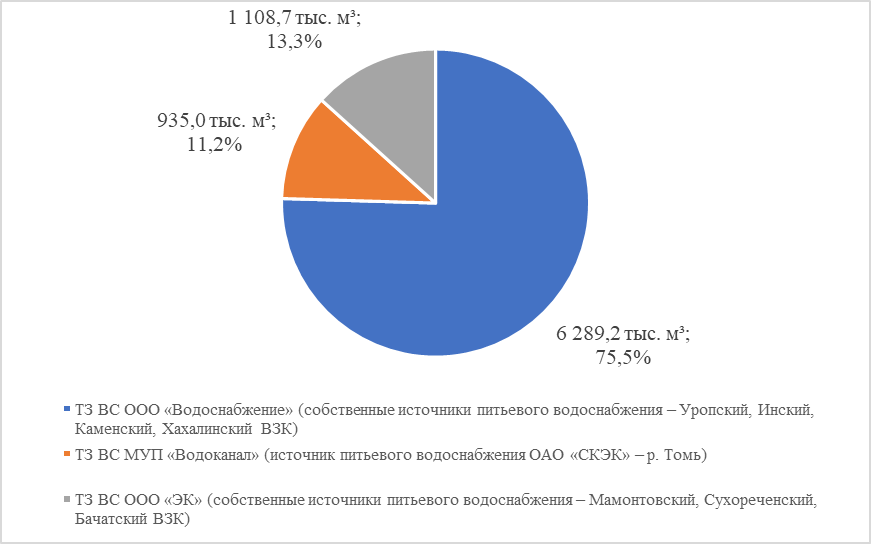 1 108,7 тыс. м³;
13,3%
935,0 тыс. м³;
11,2%
6 289,2 тыс. м³;
75,5%
ТЗ ВС ООО «Водоснабжение» (собственные источники питьевого водоснабжения – Уропский, Инский,
Каменский, Хахалинский ВЗК)
ТЗ ВС МУП «Водоканал» (источник питьевого водоснабжения ОАО «СКЭК» – р. Томь)
ТЗ ВС ООО «ЭК» (собственные источники питьевого водоснабжения – Мамонтовский, Сухореченский,
Бачатский ВЗК)